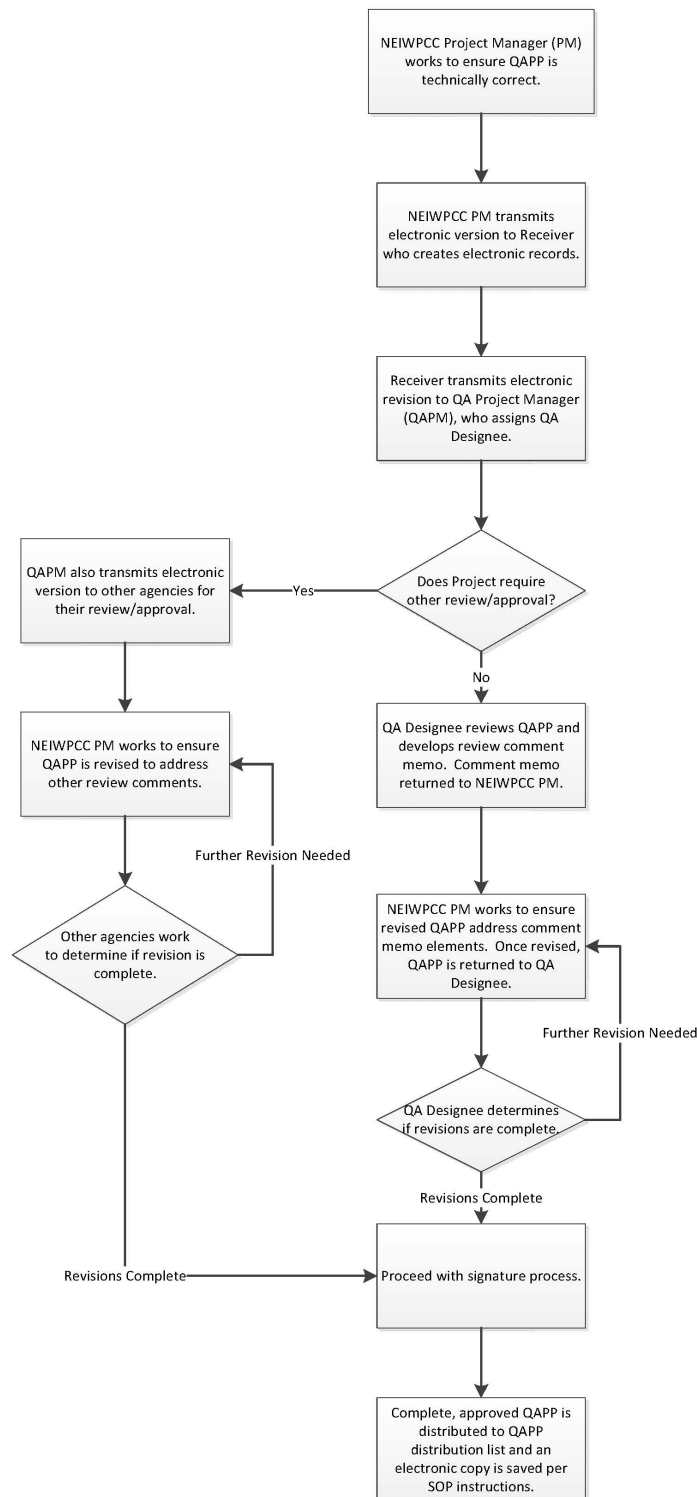 NEIWPCC Project Manager (PM)
works to ensure QAPP is
technically correct.
NEIWPCC PM transmits
electronic version to Receiver
who creates electronic records.
Receiver transmits electronic
revision to QA Project Manager
(QAPM), who assigns QA
Designee.
Does Project require
other review/approval?
Yes
QAPM also transmits electronic
version to other agencies for
their review/approval.
No
NEIWPCC PM works to ensure
QAPP is revised to address
other review comments.
QA Designee reviews QAPP and
develops review comment
memo. Comment memo
returned to NEIWPCC PM.
Further Revision Needed
Other agencies work
to determine if revision is
complete.
NEIWPCC PM works to ensure
revised QAPP address comment
memo elements. Once revised,
QAPP is returned to QA
Designee.
Further Revision Needed
QA Designee determines
if revisions are complete.
Revisions Complete
Revisions Complete
Proceed with signature process.
Complete, approved QAPP is
distributed to QAPP
distribution list and an
electronic copy is saved per
SOP instructions.